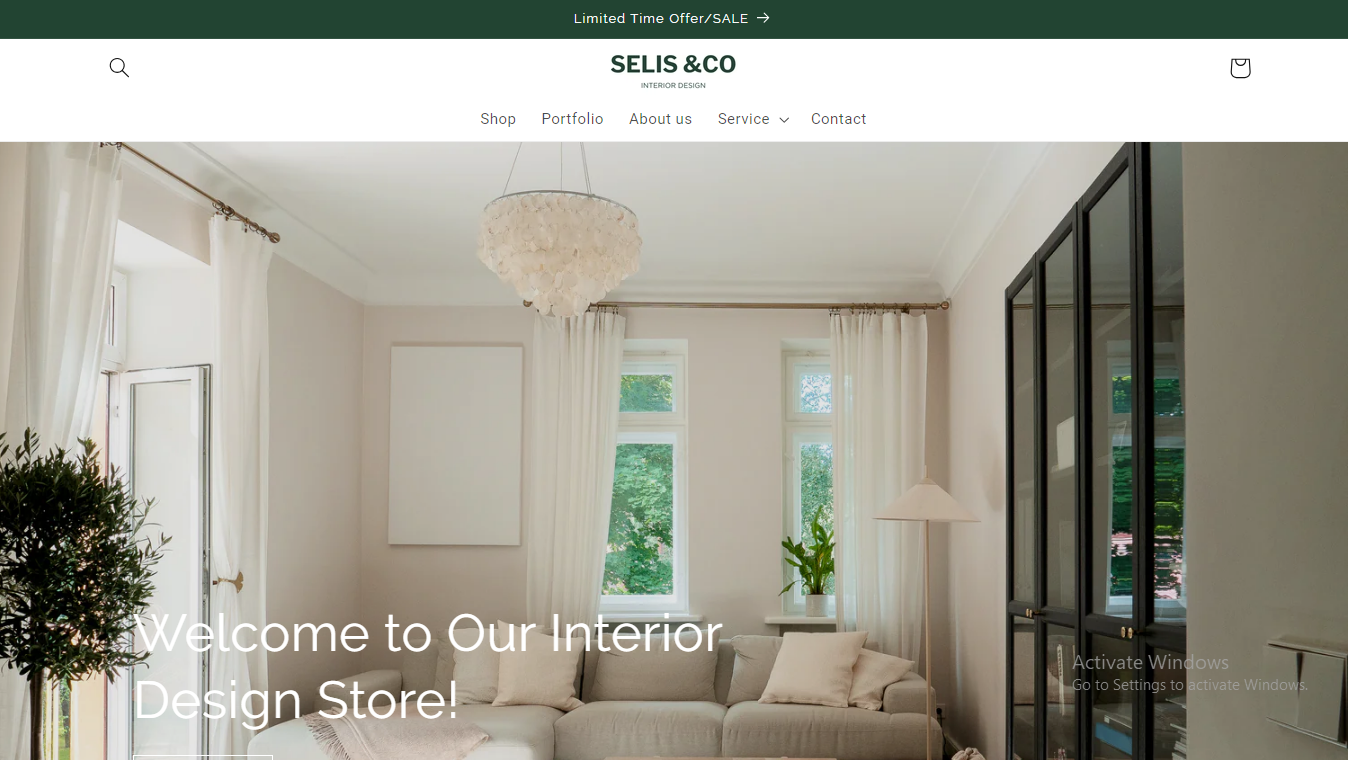 Limited Time Offer/SALE
SELIS &CO
INTERIOR DESIGN
Shop Portfolio About us Service Contact
Welcome to Our Interior
Design Store!
Activate Windows
Go to Settings to activate Windows.